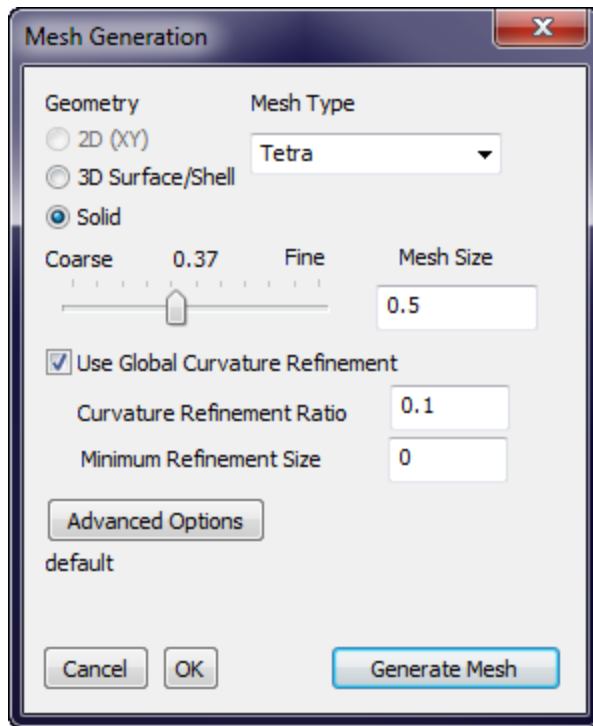 Mesh Generation
Geometry
Mesh Type
2D (XY)
Tetra
3D Surface/Shell
Solid
Coarse 0.37 Fine
Mesh Size
0.5
Use Global Curvature Refinement
Curvature Refinement Ratio 0.1
Minimum Refinement Size 0
Advanced Options
default
Cancel OK Generate Mesh